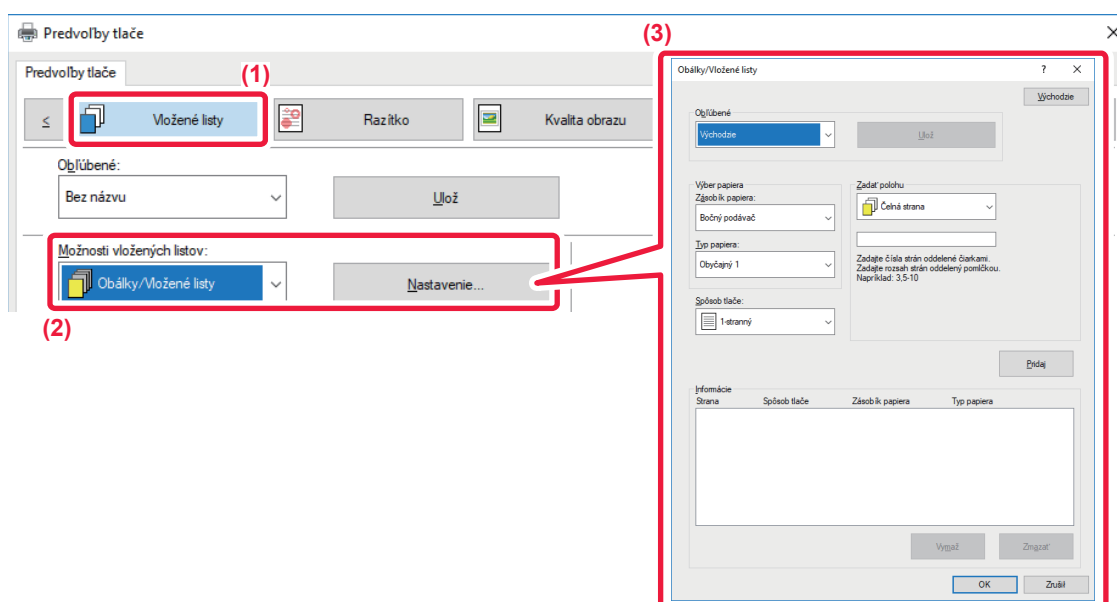 Predvoľby tlače
Predvoľby tlače
(1)
<
Vložené listy
Razítko
Kvalita obrazu
Obľúbené:
Bez názvu
Ulož
Možnosti vložených listov:
Obálky/Vložené listy
Nastavenie...
(2)
(3)
Obálky/Vložené listy
?
Východzie
Obľúbené
Východzie
Ulož
Výber papiera
Zásobík papiera:
Bočný podávač
Typ papiera:
Obyčajný 1
Spôsob tlače:
1-stranný
Zadať polohu
Čelná strana
Zadajte čísla strán oddelené čiarkami.
Zadajte rozsah strán oddelený pomlčkou.
Napríklad: 3,5-10
Pridaj
Informácie
Strana Spôsob tlače Zásobík papiera Typ papiera
Vymaž
Zmazať
OK
Zrušiť